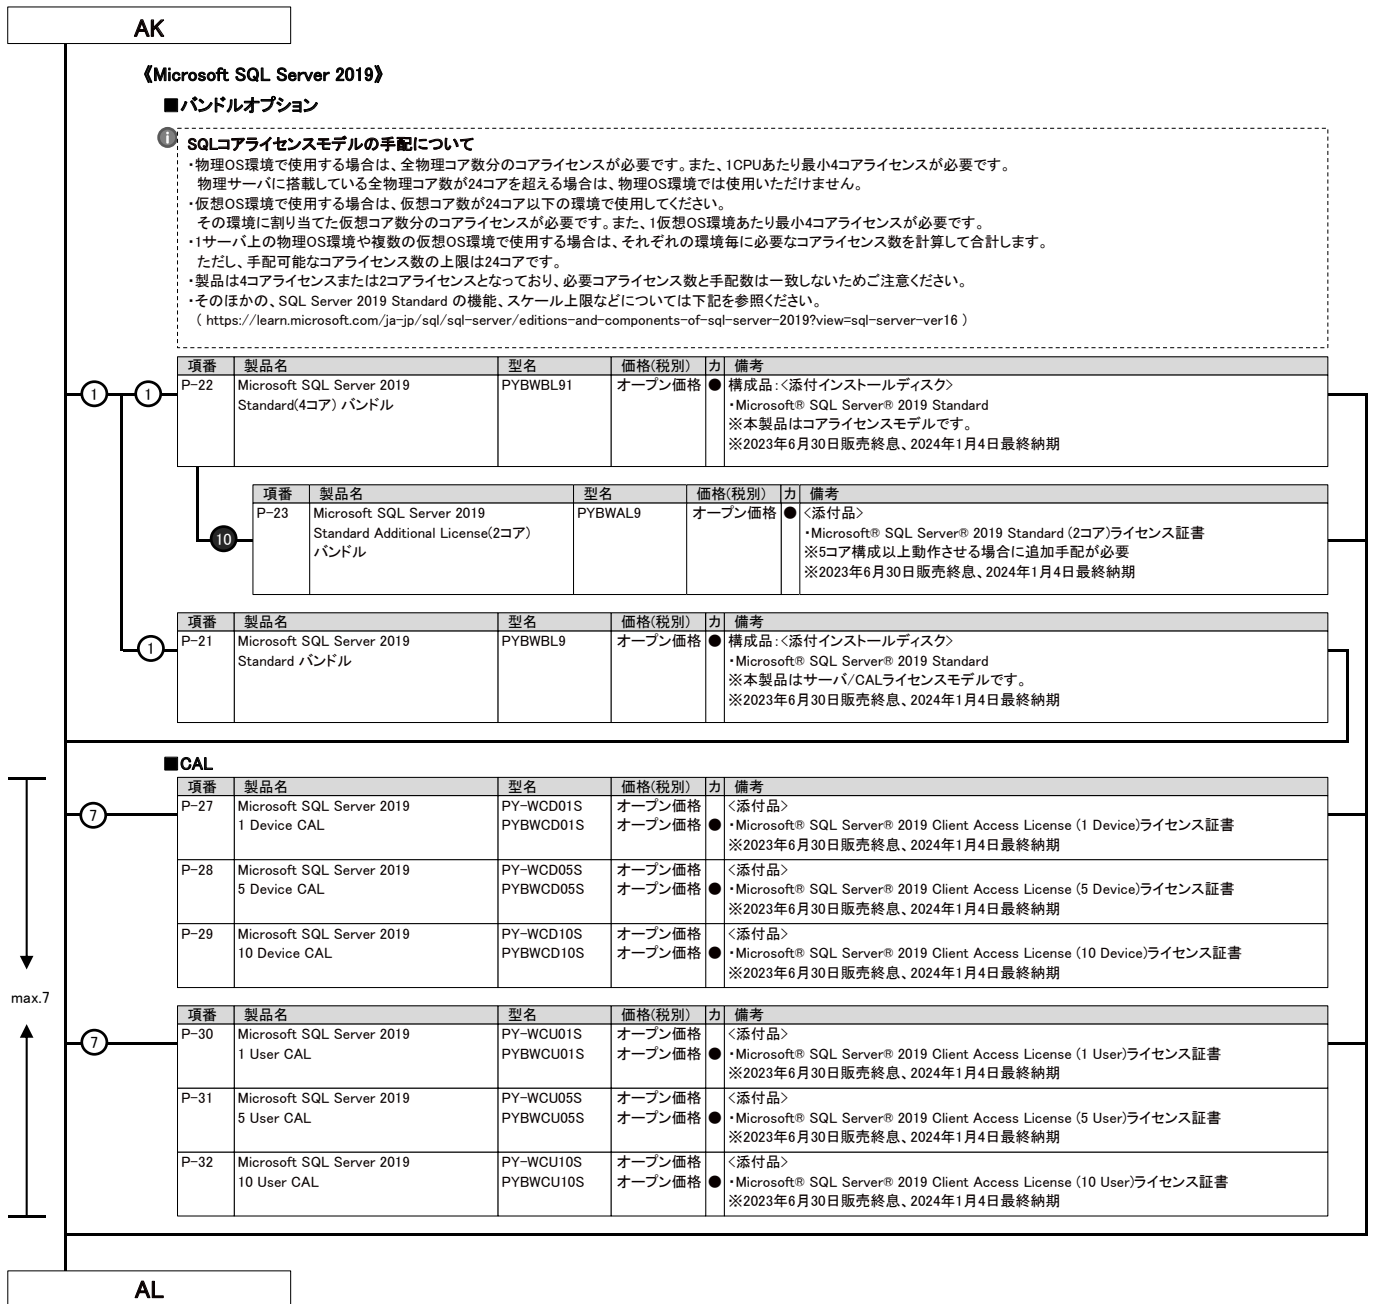 AK
《Microsoft SQL Server 2019》
■バンドルオプション
i
SQLコアライセンスモデルの手配について
・物理OS環境で使用する場合は、全物理コア数分のコアライセンスが必要です。また、1CPUあたり最小4コアライセンスが必要です。
物理サーバに搭載している全物理コア数が24コアを超える場合は、物理OS環境では使用いただけません。
・仮想OS環境で使用する場合は、仮想コア数が24コア以下の環境で使用してください。
その環境に割り当てた仮想コア数分のコアライセンスが必要です。また、1仮想OS環境あたり最小4コアライセンスが必要です。
・1サーバ上の物理OS環境や複数の仮想OS環境で使用する場合は、それぞれの環境毎に必要なコアライセンス数を計算して合計します。
ただし、手配可能なコアライセンス数の上限は24コアです。
・製品は4コアライセンスまたは2コアライセンスとなっており、必要コアライセンス数と手配数は一致しないためご注意ください。
・そのほかの、SQL Server 2019 Standard の機能、スケール上限などについては下記を参照ください。
( https://learn.microsoft.com/ja-jp/sql/sql-server/editions-and-components-of-sql-server-2019?view=sql-server-ver16 )
項番 製品名 型名 価格(税別) カ 備考
1 1 P-22 Microsoft SQL Server 2019 PYBWBL91 オープン価格 ● 構成品:<添付インストールディスク>
Standard(4コア) バンドル ・Microsoft® SQL Server® 2019 Standard
※本製品はコアライセンスモデルです。
※2023年6月30日販売終息、2024年1月4日最終納期
項番 製品名 型名 価格(税別) カ 備考
P-23 Microsoft SQL Server 2019 PYBWAL9 オープン価格 ● <添付品>
10 Standard Additional License(2コア) ・Microsoft® SQL Server® 2019 Standard (2コア)ライセンス証書
バンドル ※5コア構成以上動作させる場合に追加手配が必要
※2023年6月30日販売終息、2024年1月4日最終納期
項番 製品名 型名 価格(税別) カ 備考
1 P-21 Microsoft SQL Server 2019 PYBWBL9 オープン価格 ● 構成品:<添付インストールディスク>
Standard バンドル ・Microsoft® SQL Server® 2019 Standard
※本製品はサーバ/CALライセンスモデルです。
※2023年6月30日販売終息、2024年1月4日最終納期
■CAL
項番 製品名 型名 価格(税別) カ 備考
P-27 Microsoft SQL Server 2019 PY-WCD01S オープン価格 <添付品>
7 1 Device CAL PYBWCD01S オープン価格 ● ・Microsoft® SQL Server® 2019 Client Access License (1 Device)ライセンス証書
※2023年6月30日販売終息、2024年1月4日最終納期
P-28 Microsoft SQL Server 2019 PY-WCD05S オープン価格 <添付品>
5 Device CAL PYBWCD05S オープン価格 ● ・Microsoft® SQL Server® 2019 Client Access License (5 Device)ライセンス証書
※2023年6月30日販売終息、2024年1月4日最終納期
P-29 Microsoft SQL Server 2019 PY-WCD10S オープン価格 <添付品>
10 Device CAL PYBWCD10S オープン価格 ● ・Microsoft® SQL Server® 2019 Client Access License (10 Device)ライセンス証書
※2023年6月30日販売終息、2024年1月4日最終納期
max.7
項番 製品名 型名 価格(税別) カ 備考
P-30 Microsoft SQL Server 2019 PY-WCU01S オープン価格 <添付品>
7 1 User CAL PYBWCU01S オープン価格 ● ・Microsoft® SQL Server® 2019 Client Access License (1 User)ライセンス証書
※2023年6月30日販売終息、2024年1月4日最終納期
P-31 Microsoft SQL Server 2019 PY-WCU05S オープン価格 <添付品>
5 User CAL PYBWCU05S オープン価格 ● ・Microsoft® SQL Server® 2019 Client Access License (5 User)ライセンス証書
※2023年6月30日販売終息、2024年1月4日最終納期
P-32 Microsoft SQL Server 2019 PY-WCU10S オープン価格 <添付品>
10 User CAL PYBWCU10S オープン価格 ● ・Microsoft® SQL Server® 2019 Client Access License (10 User)ライセンス証書
※2023年6月30日販売終息、2024年1月4日最終納期
AL